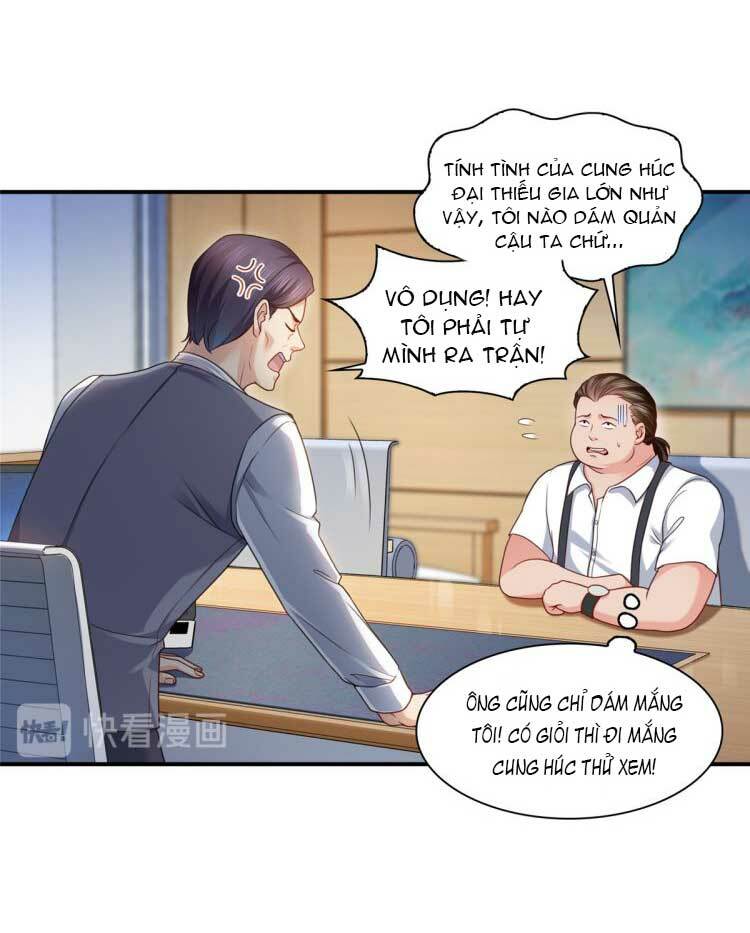 TÍNH TÌNH CỦA CUNG HÚC
ĐẠI THIẾU GIA LỚN NHƯ
VẬY, TÔI NÀO DÁM QUẢN
CẬU TA CHỨ...
VÔ DỤNG! HAY
TÔI PHẢI TỰ
MÌNH RA TRẬN!
ÔNG CŨNG CHỈ DÁM MẮNG
TÔI! CÓ GIỎI THÌ ĐI MẮNG
CUNG HÚC THỬ XEM!
快看! 快看漫画